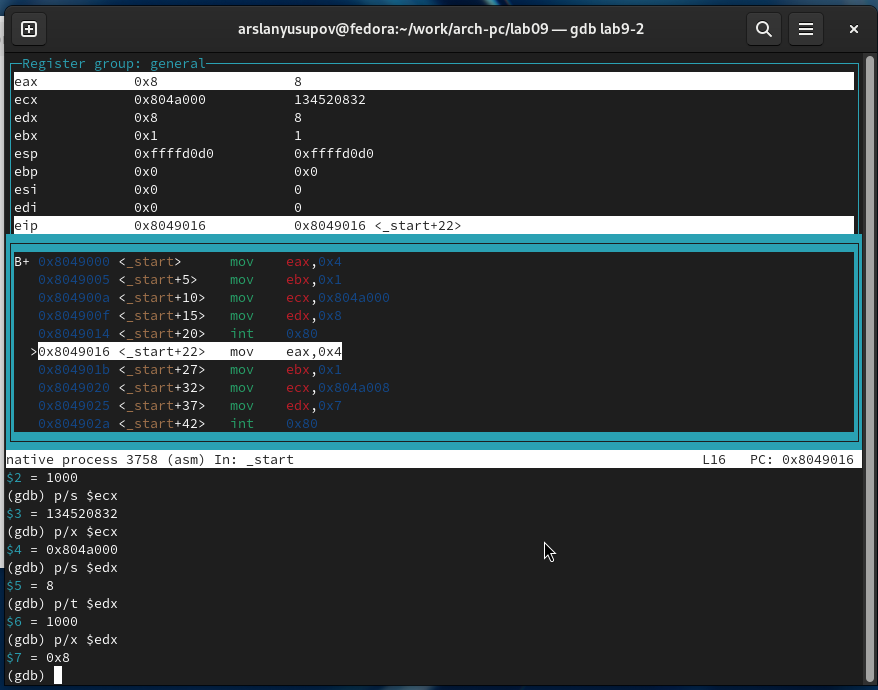 arslanyusupov@fedora:~/work/arch-pc/lab09 — gdb lab9-2
Register group: general
eax 0x8 8
ecx 0x804a000 134520832
edx 0x8 8
ebx 0x1 1
esp 0xffffd0d0 0xffffd0d0
ebp 0x0 0x0
esi 0x0 0
edi 0x0 0
eip 0x8049016 0x8049016 <_start+22>
B+ 0x8049000 <_start> mov eax,0x4
0x8049005 <_start+5> mov ebx,0x1
0x804900a <_start+10> mov ecx,0x804a000
0x804900f <_start+15> mov edx,0x8
0x8049014 <_start+20> int 0x80
>0x8049016 <_start+22> mov eax,0x4
0x804901b <_start+27> mov ebx,0x1
0x8049020 <_start+32> mov ecx,0x804a008
0x8049025 <_start+37> mov edx,0x7
0x804902a <_start+42> int 0x80
native process 3758 (asm) In: _start L16 PC: 0x8049016
$2 = 1000
(gdb) p/s $ecx
$3 = 134520832
(gdb) p/x $ecx
$4 = 0x804a000
(gdb) p/s $edx
$5 = 8
(gdb) p/t $edx
$6 = 1000
(gdb) p/x $edx
$7 = 0x8
(gdb)